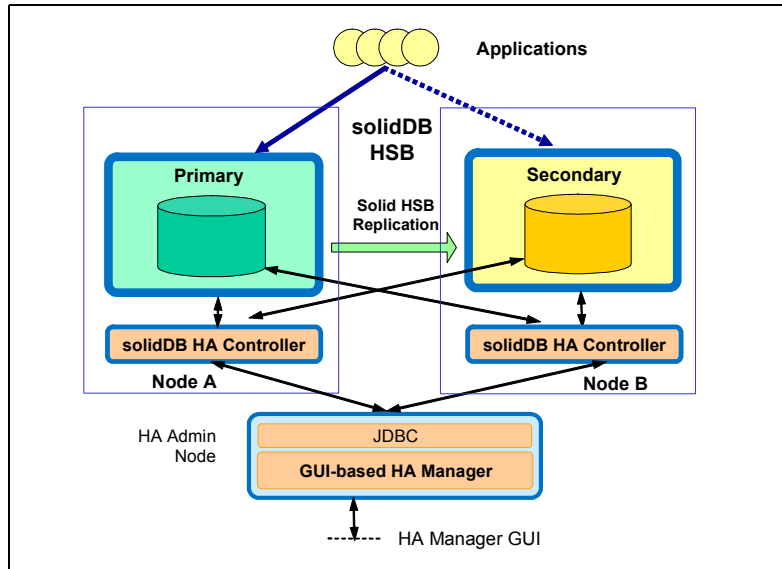 Applications
solidDB
HSB
Primary
Secondary
Solid HSB
Replication
solidDB HA Controller
solidDB HA Controller
Node A
Node B
HA Admin
Node
JDBC
GUI-based HA Manager
HA Manager GUI